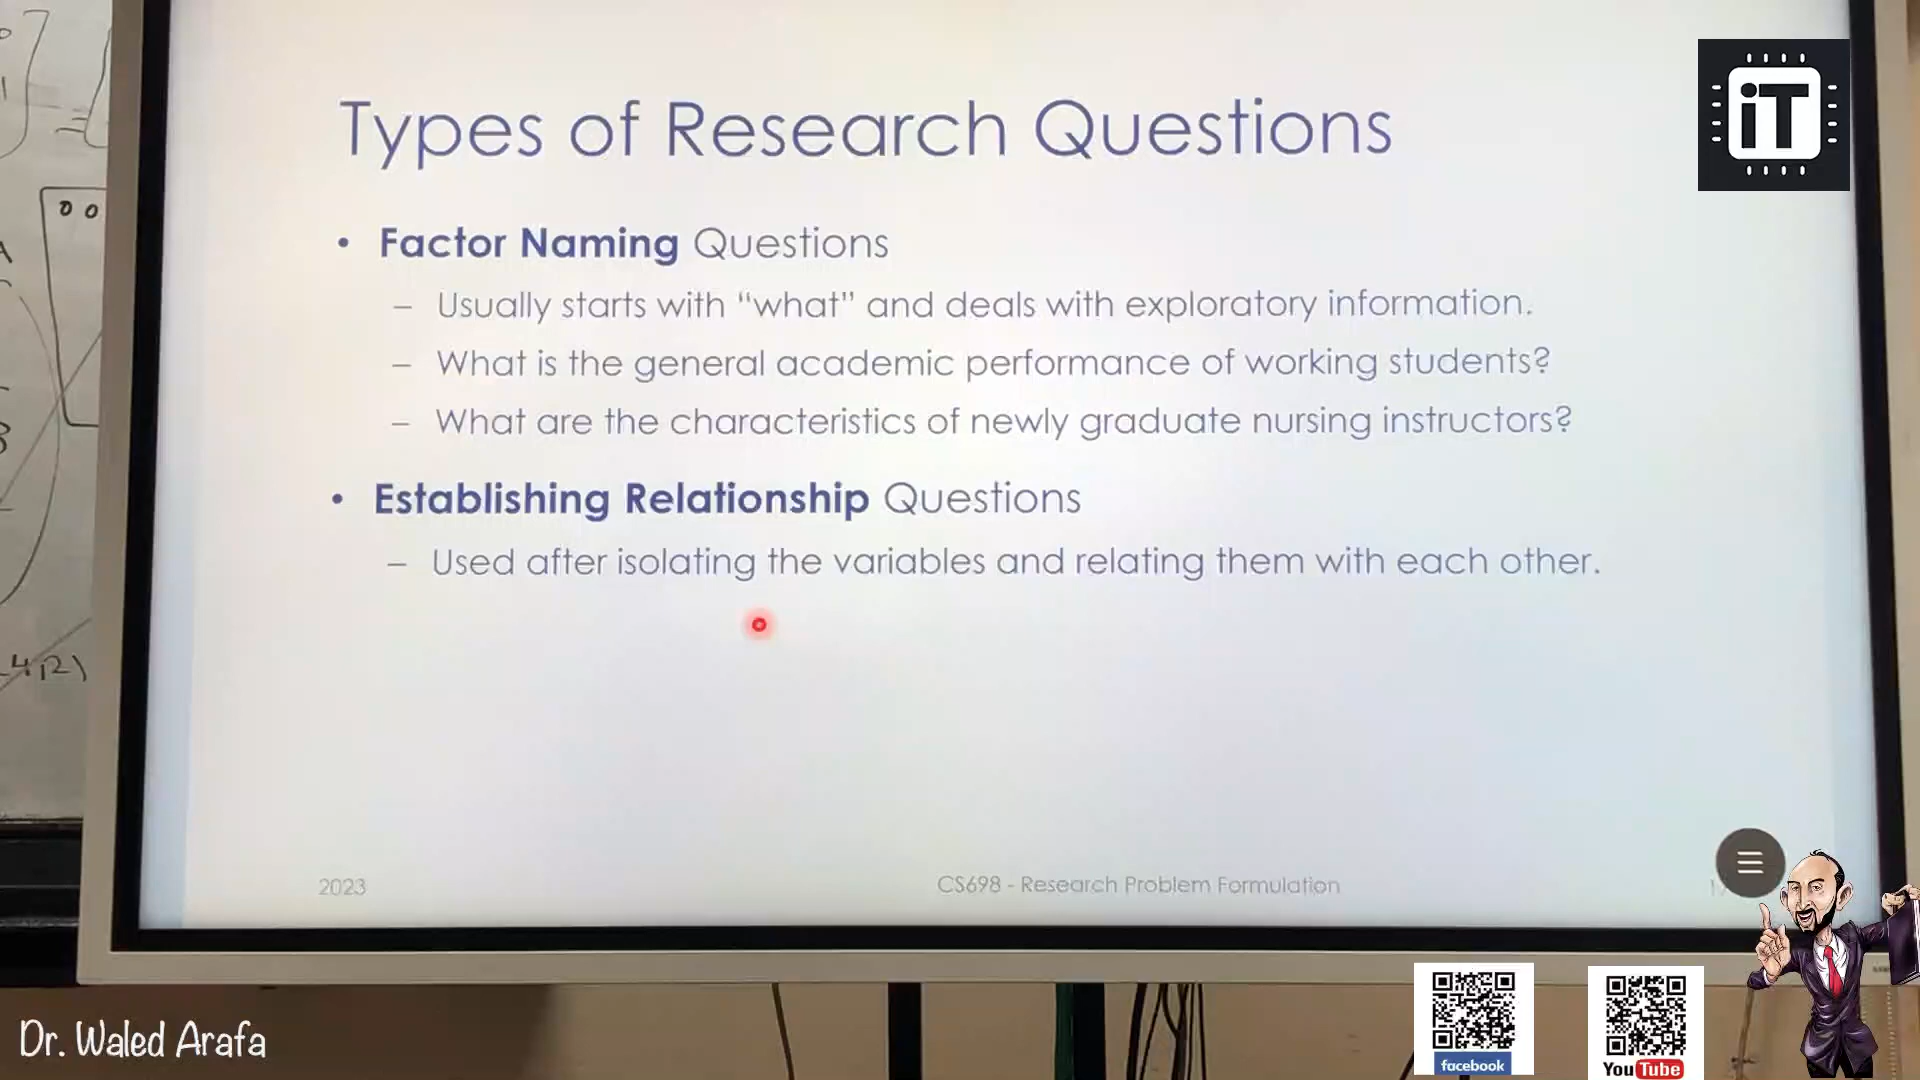 iT
Types of Research Questions
• Factor Naming Questions
– Usually starts with “what” and deals with exploratory information.
– What is the general academic performance of working students?
– What are the characteristics of newly graduate nursing instructors?
• Establishing Relationship Questions
– Used after isolating the variables and relating them with each other.
2023
CS698 - Research Problem Formulation
Dr. Waled Arafa
facebook
YouTube